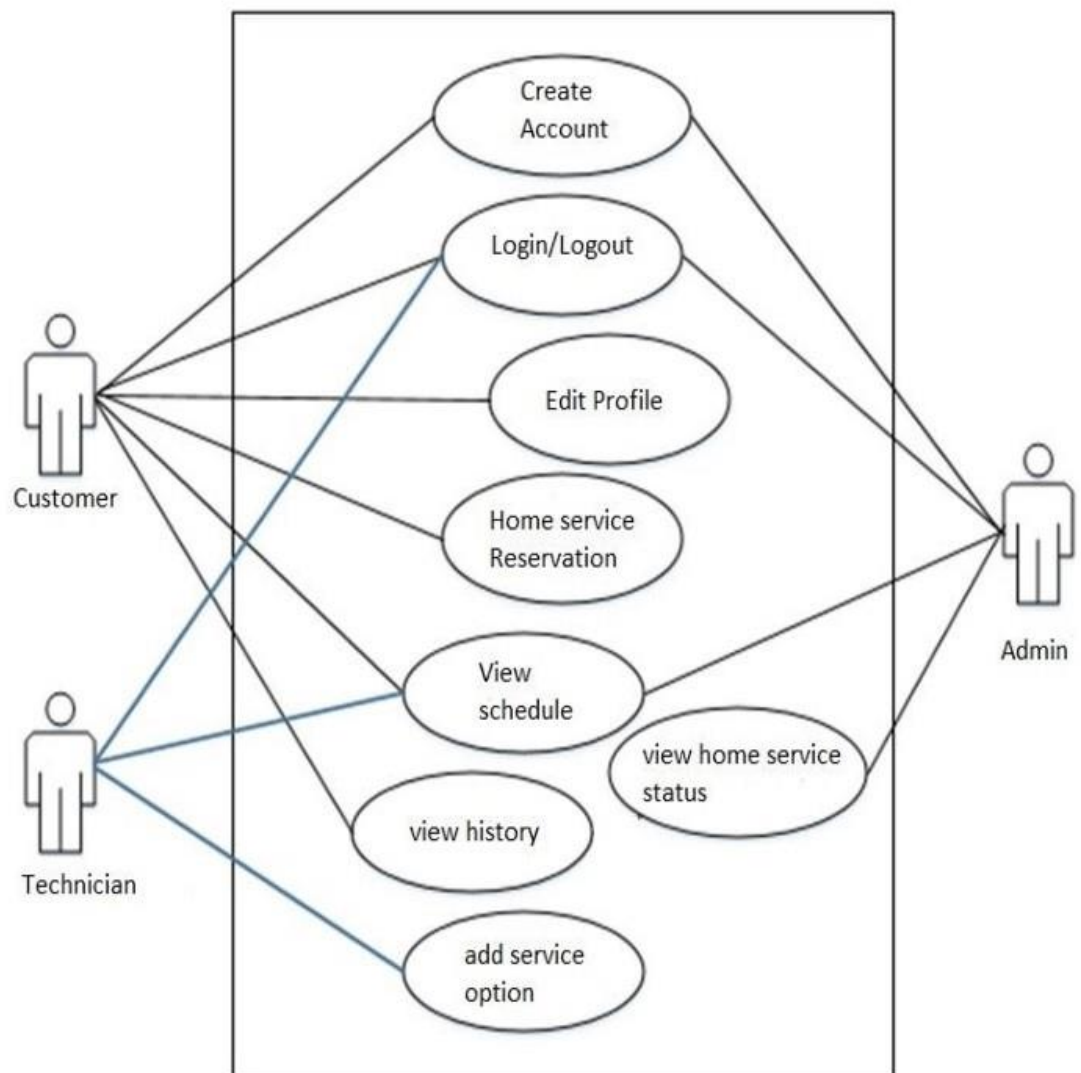 Create
Account
Login/Logout
Edit Profile
Customer
Home service
Reservation
Admin
View
schedule
view home service
status
view history
Technician
add service
option